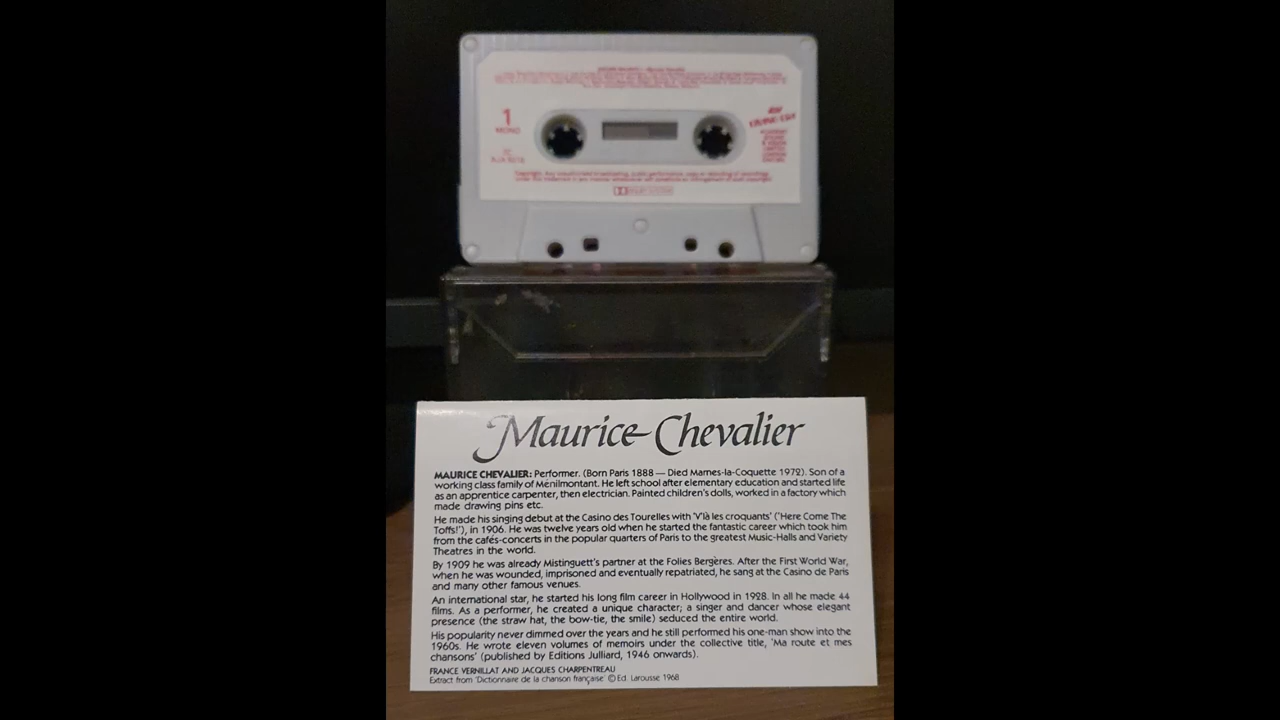 1
MONO
DOLBY SYSTEM
Maurice Chevalier
MAURICE CHEVALIER: Performer. (Born Paris 1888 — Died Marnes-la-Coquette 1972). Son of a
working class family of Ménilmontant. He left school after elementary education and started life
as an apprentice carpenter, then electrician. Painted children's dolls, worked in a factory which
made drawing pins etc.
He made his singing debut at the Casino des Tourelles with 'V'là les croquants' ('Here Come The
Toffs!'), in 1906. He was twelve years old when he started the fantastic career which took him
from the cafés-concerts in the popular quarters of Paris to the greatest Music-Halls and Variety
Theatres in the world.
By 1909 he was already Mistinguett's partner at the Folies Bergères. After the First World War,
when he was wounded, imprisoned and eventually repatriated, he sang at the Casino de Paris
and many other famous venues.
An international star, he started his long film career in Hollywood in 1928. In all he made 44
films. As a performer, he created a unique character; a singer and dancer whose elegant
presence (the straw hat, the bow-tie, the smile) seduced the entire world.
His popularity never dimmed over the years and he still performed his one-man show into the
1960s. He wrote eleven volumes of memoirs under the collective title, 'Ma route et mes
chansons' (published by Editions Julliard, 1946 onwards).
FRANCE VERNILLAT AND JACQUES CHARPENTREAU
Extract from 'Dictionnaire de la chanson française' © Ed. Larousse 1968